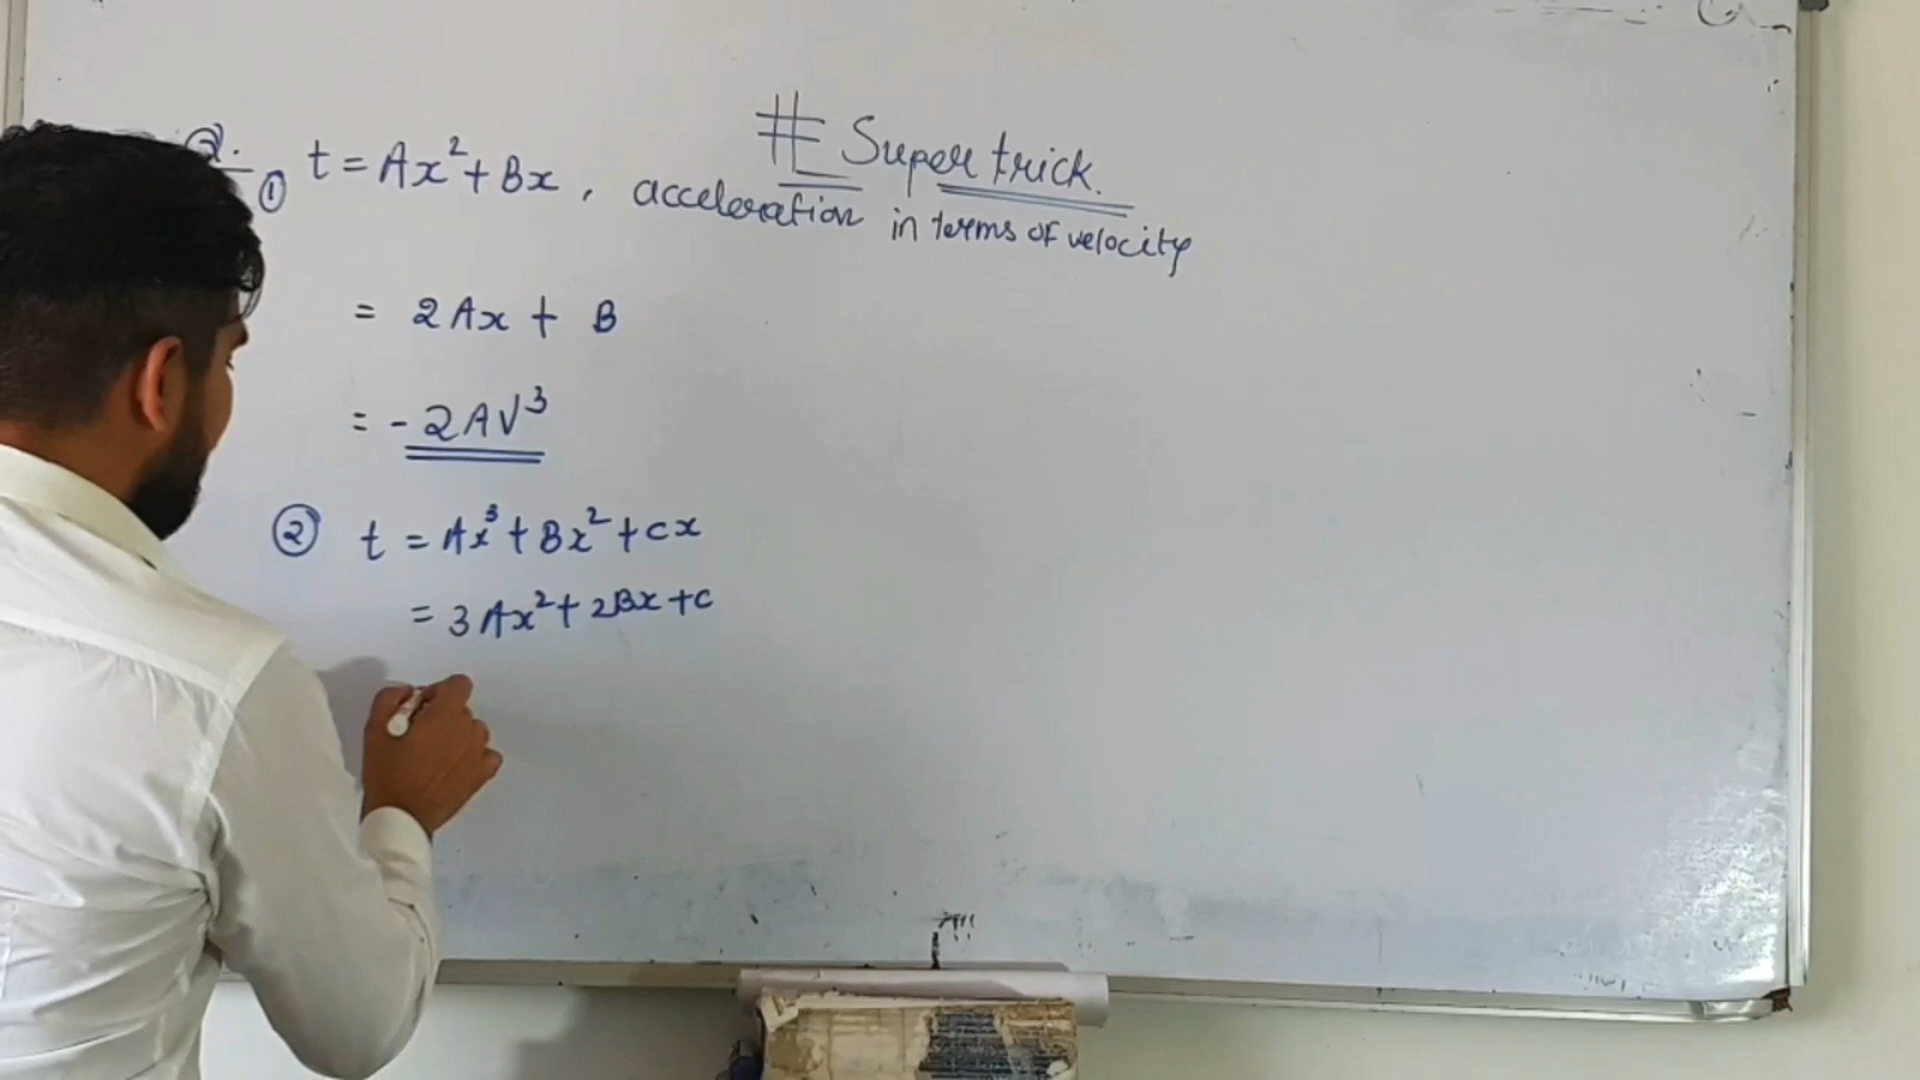 # Super trick.
Q.
① t = Ax² + Bx , acceleration in terms of velocity
= 2Ax + B
= - 2AV³
② t = Ax³ + Bx² + cx
= 3Ax² + 2Bx + c